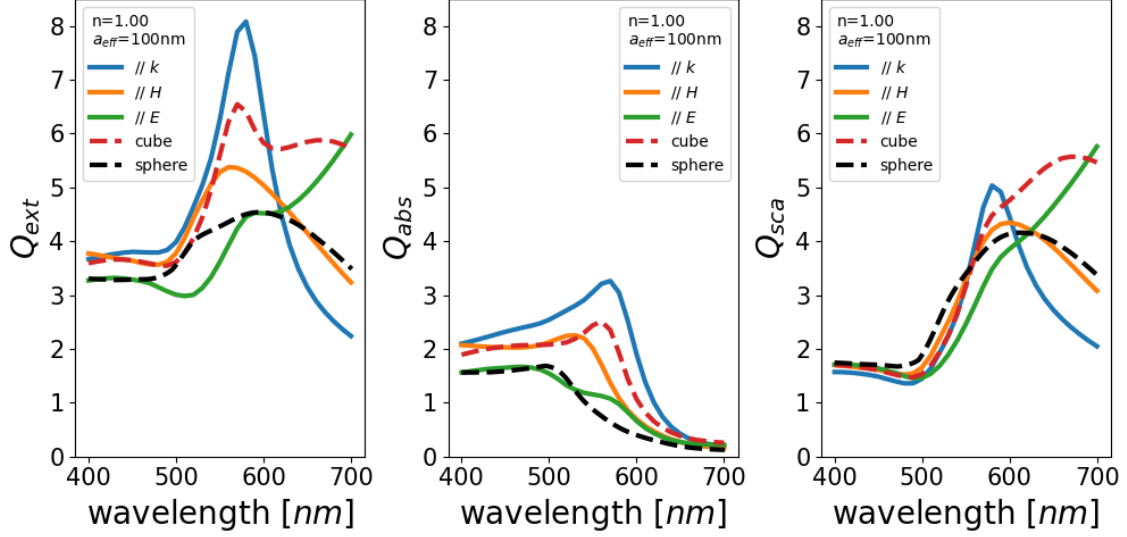 Q_ext
8
7
6
5
4
3
2
1
0
n=1.00
a_eff=100nm
// k
// H
// E
cube
sphere
400 500 600 700
wavelength [nm]
Q_abs
8
7
6
5
4
3
2
1
0
n=1.00
a_eff=100nm
// k
// H
// E
cube
sphere
400 500 600 700
wavelength [nm]
Q_sca
8
7
6
5
4
3
2
1
0
n=1.00
a_eff=100nm
// k
// H
// E
cube
sphere
400 500 600 700
wavelength [nm]